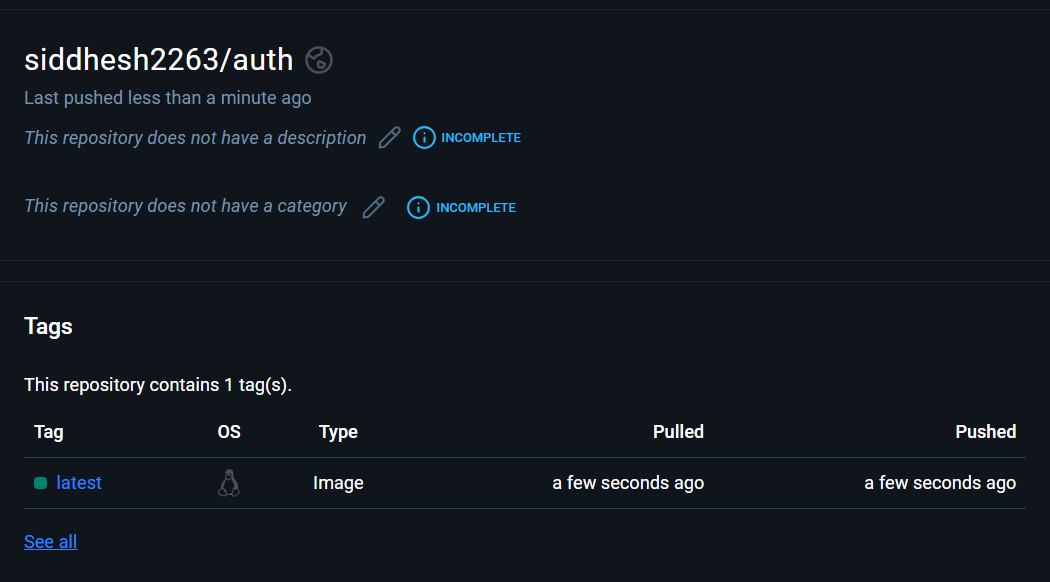 siddhesh2263/auth
Last pushed less than a minute ago
This repository does not have a description INCOMPLETE
This repository does not have a category INCOMPLETE
Tags
This repository contains 1 tag(s).
Tag OS Type Pulled Pushed
latest Image a few seconds ago a few seconds ago
See all